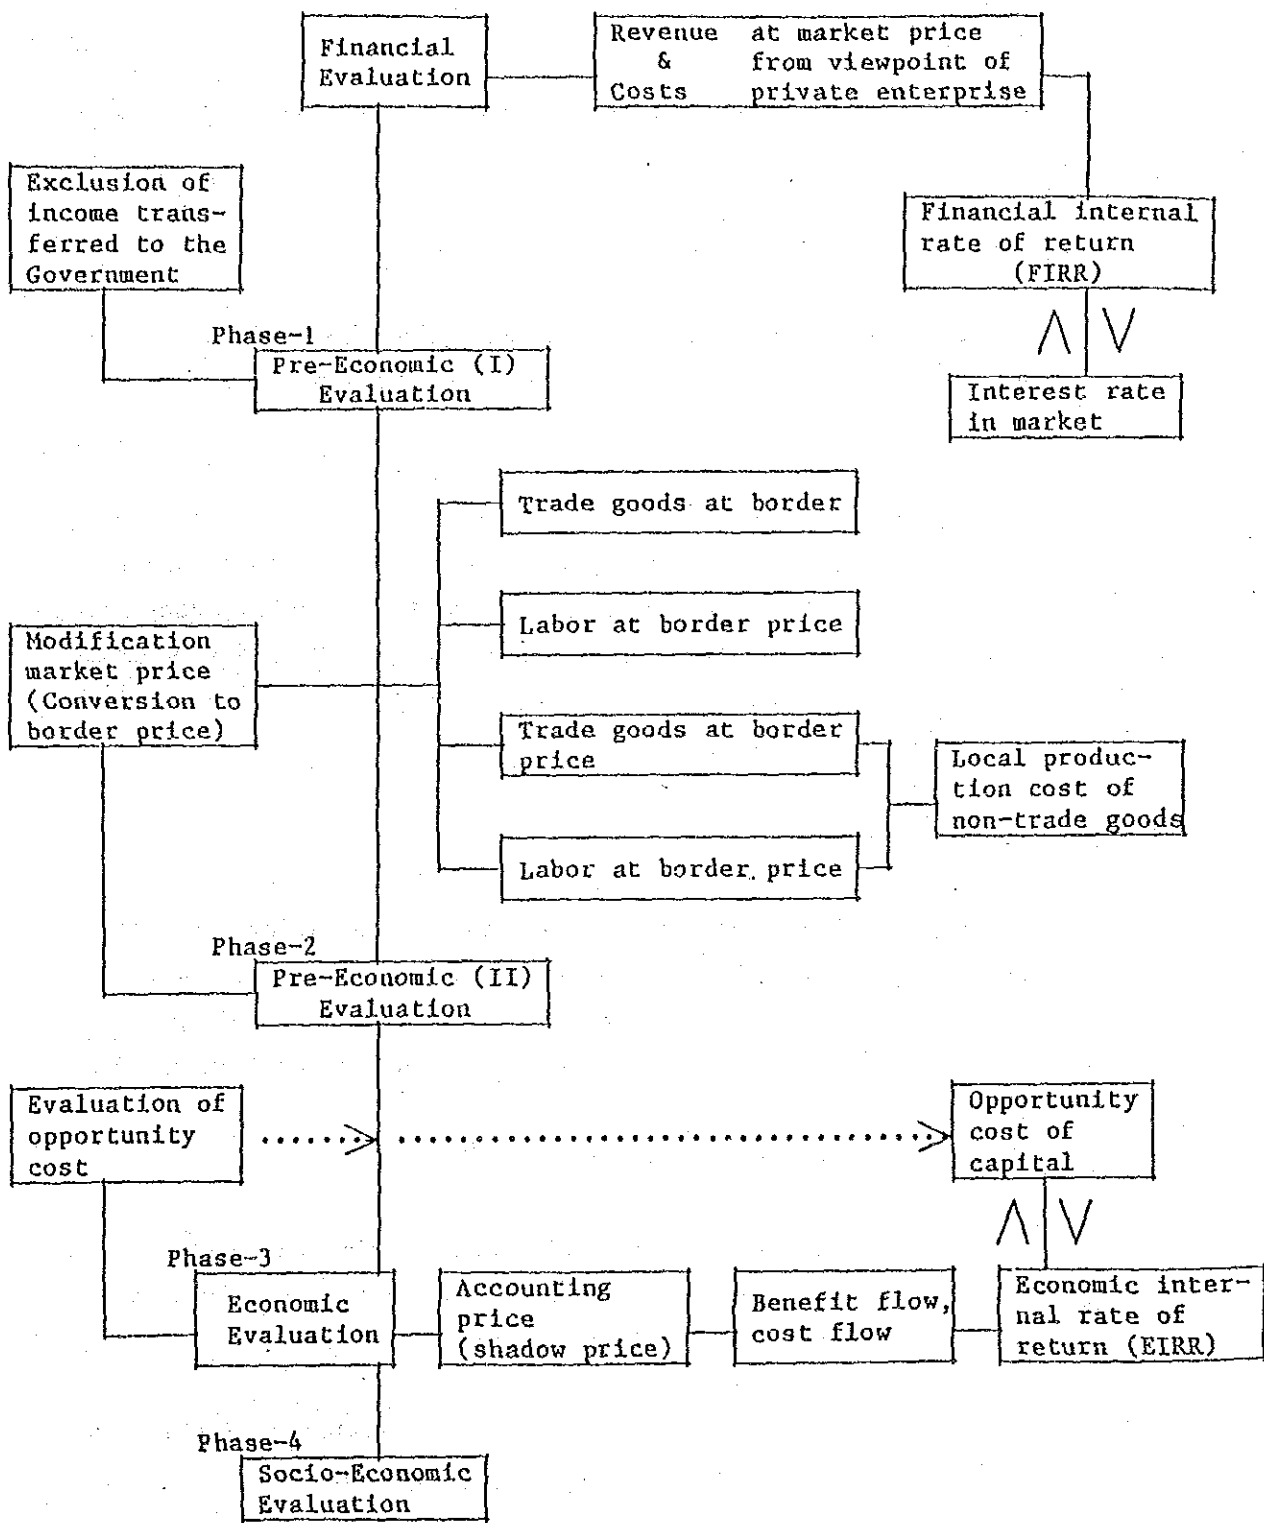 Financial
Evaluation
Revenue at market price
& from viewpoint of
Costs private enterprise
Exclusion of
income trans-
ferred to the
Government
Financial internal
rate of return
(FIRR)
∧ ∨
Interest rate
in market
Phase-1
Pre-Economic (I)
Evaluation
Trade goods at border
Labor at border price
Modification
market price
(Conversion to
border price)
Trade goods at border
price
Local produc-
tion cost of
non-trade goods
Labor at border price
Phase-2
Pre-Economic (II)
Evaluation
Evaluation of
opportunity
cost
Opportunity
cost of
capital
∧ ∨
Phase-3
Economic
Evaluation
Accounting
price
(shadow price)
Benefit flow,
cost flow
Economic inter-
nal rate of
return (EIRR)
Phase-4
Socio-Economic
Evaluation